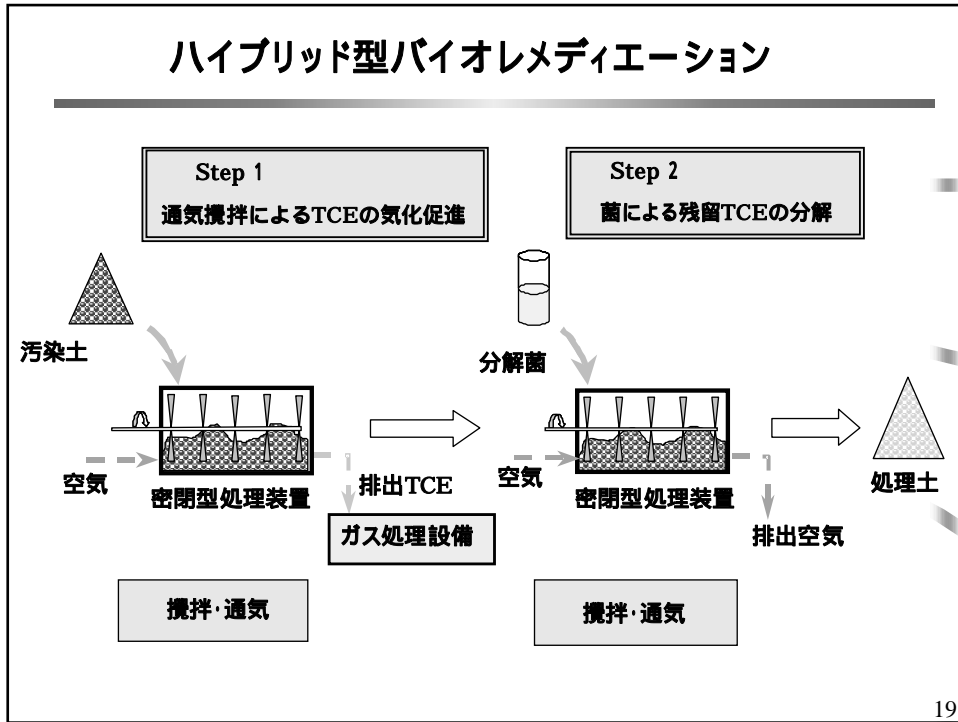 ハイブリッド型バイオレメディエーション
Step 1
通気攪拌によるTCEの気化促進
Step 2
菌による残留TCEの分解
汚染土
分解菌
空気
密閉型処理装置
排出TCE
ガス処理設備
空気
密閉型処理装置
排出空気
処理土
攪拌・通気
攪拌・通気
19